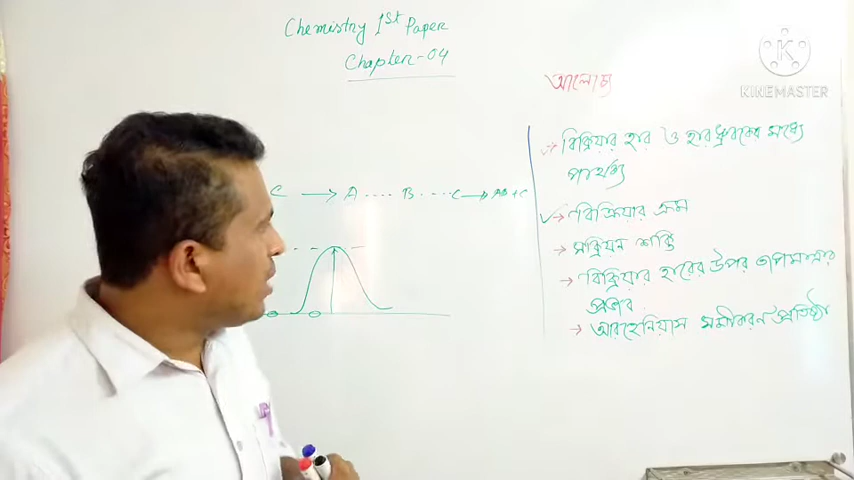 Chemistry 1st Paper
Chapter-04
K
KINEMASTER
আলোচ্য
→ বিক্রিয়ার হার ও হার ধ্রুবকের মধ্যে
পার্থক্য
→ বিক্রিয়ার ক্রম
→ সক্রিয়ন শক্তি
→ বিক্রিয়ার হারের উপর তাপমাত্রার
প্রভাব
→ আরহেনিয়াস সমীকরণ প্রতিষ্ঠা
C → A.....B.....C → AB + C